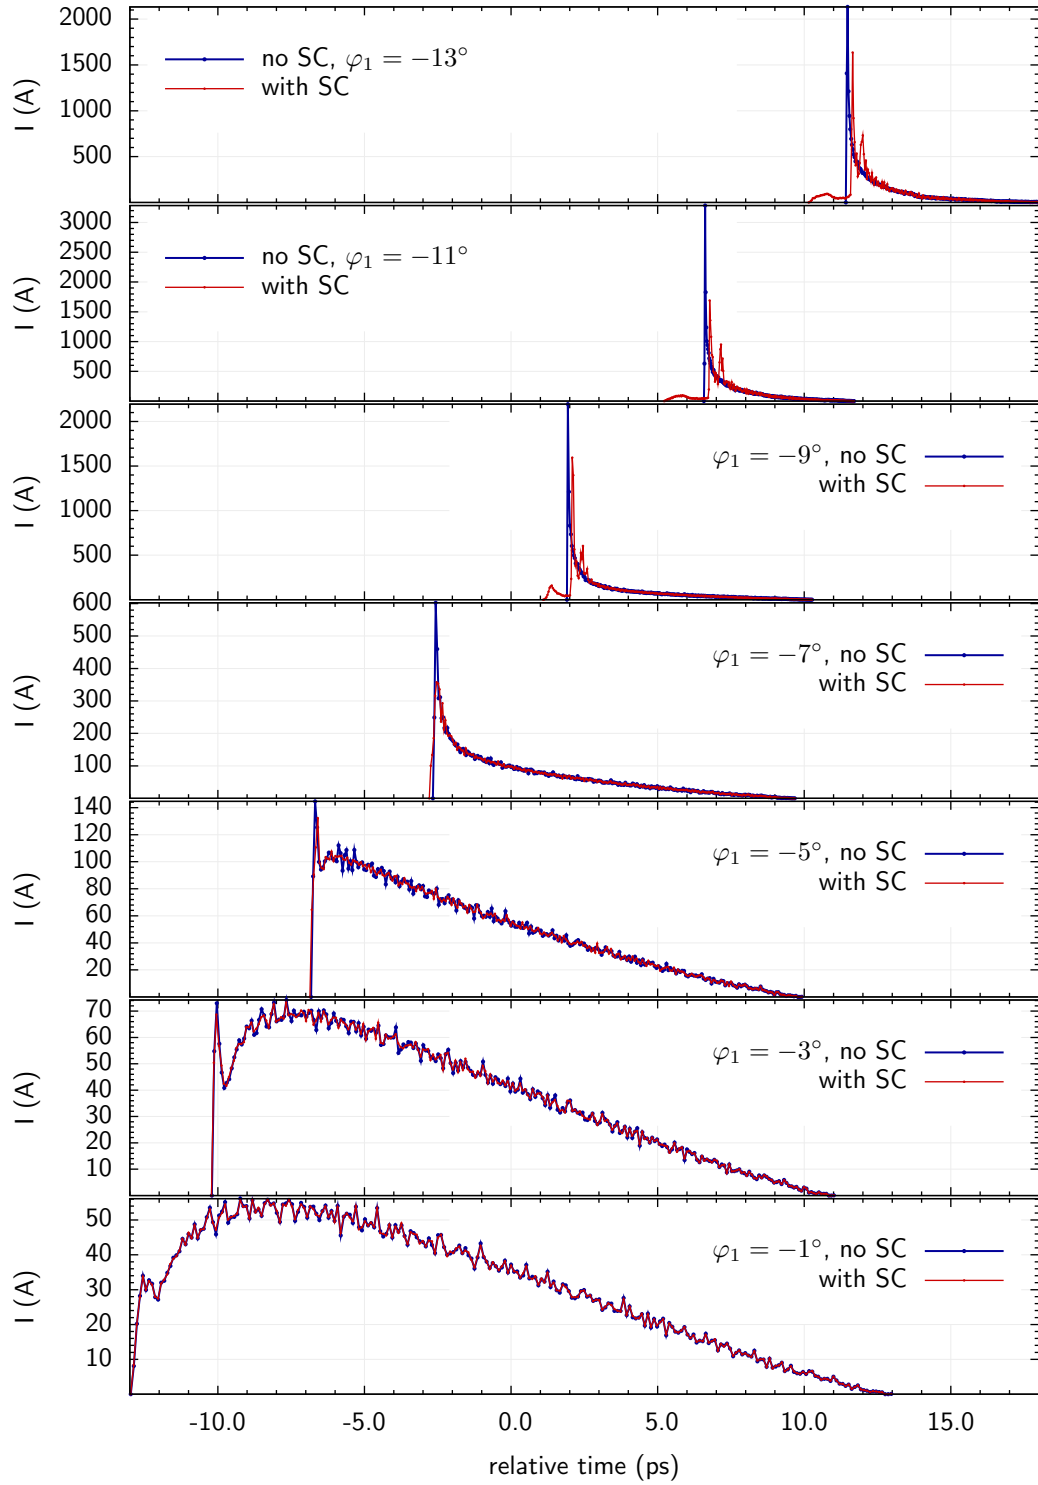 2000
1500
1000
500
I (A)
no SC, φ₁ = −13°
with SC
3000
2500
2000
1500
1000
500
I (A)
no SC, φ₁ = −11°
with SC
2000
1500
1000
500
I (A)
φ₁ = −9°, no SC
with SC
600
600
500
400
300
200
100
I (A)
φ₁ = −7°, no SC
with SC
140
120
100
80
60
40
20
I (A)
φ₁ = −5°, no SC
with SC
70
60
50
40
30
20
10
I (A)
φ₁ = −3°, no SC
with SC
50
40
30
20
10
I (A)
φ₁ = −1°, no SC
with SC
-10.0 -5.0 0.0 5.0 10.0 15.0
relative time (ps)